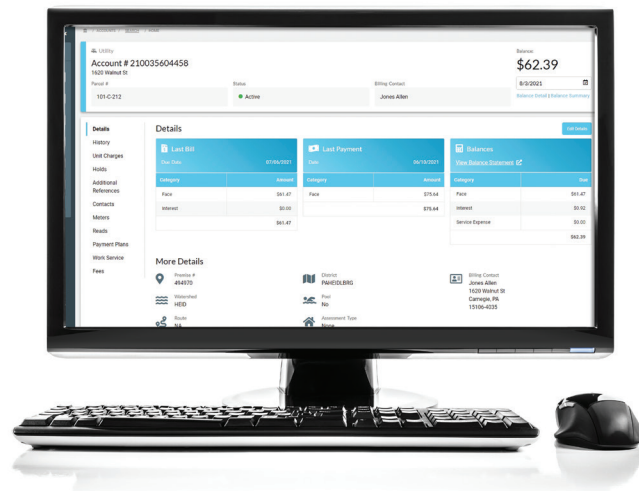 Utility
Balance
Account # 210035604458
$62.39
1620 Walnut St
Parcel #
Status
Billing Contact
8/3/2021
101-C-212
Active
Jones Allen
Balance Detail | Balance Summary
Details
History
Unit Charges
Holds
Additional References
Contacts
Meters
Reads
Payment Plans
Work Service
Fees
Details
Edit Details
Last Bill
Due Date 07/06/2021
Category Amount
Face $61.47
Interest $0.00
$61.47
Last Payment
Date 06/10/2021
Category Amount
Face $75.64
$75.64
Balances
View Balance Statement
Category Due
Face $61.47
Interest $0.92
Service Expense $0.00
$62.39
More Details
Premise #
494970
District
PAHEIDLBRG
Billing Contact
Jones Allen
1620 Walnut St
Carnegie, PA
15106-4035
Watershed
HEID
Pool
No
Route
NA
Assessment Type
None